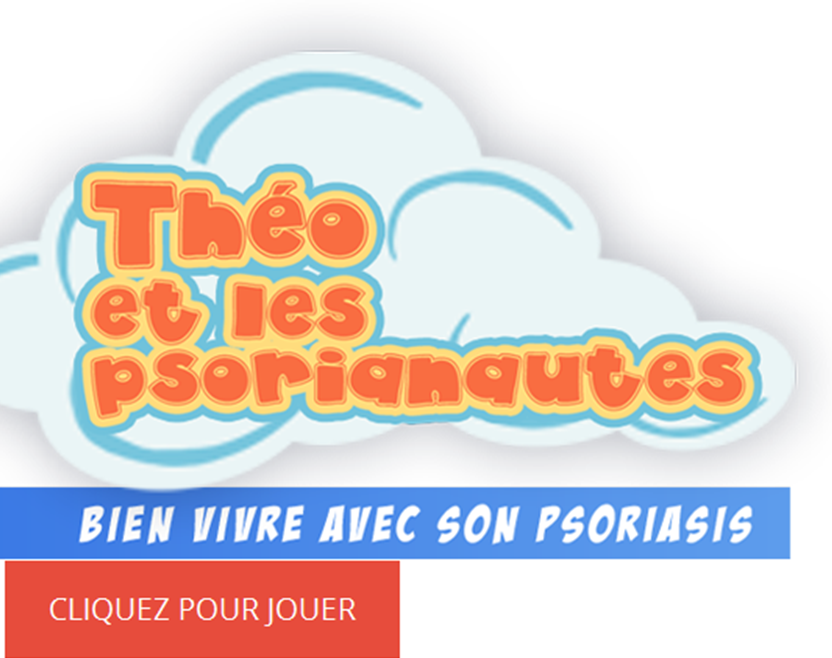 Théo
et les
psorianautes
BIEN VIVRE AVEC SON PSORIASIS
CLIQUEZ POUR JOUER